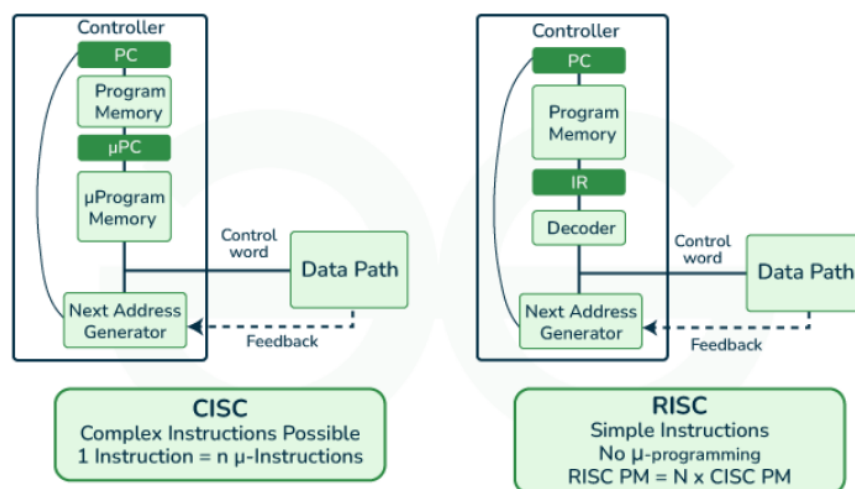 Controller
PC
Program
Memory
μPC
μProgram
Memory
Control
word
Data Path
Next Address
Generator
Feedback
CISC
Complex Instructions Possible
1 Instruction = n μ-Instructions
Controller
PC
Program
Memory
IR
Decoder
Control
word
Data Path
Next Address
Generator
Feedback
RISC
Simple Instructions
No μ-programming
RISC PM = N x CISC PM